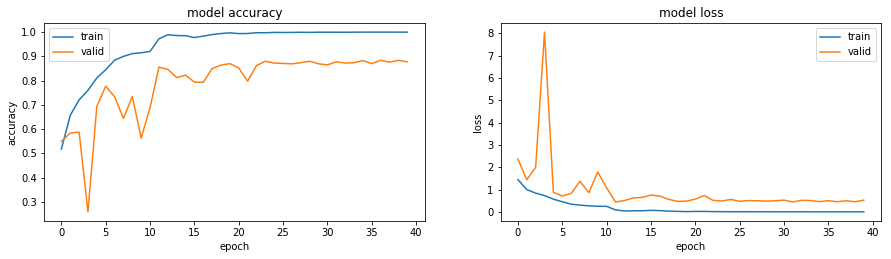 model accuracy
train
valid
accuracy
1.0
0.9
0.8
0.7
0.6
0.5
0.4
0.3
0 5 10 15 20 25 30 35 40
epoch
model loss
train
valid
loss
8
7
6
5
4
3
2
1
0
0 5 10 15 20 25 30 35 40
epoch